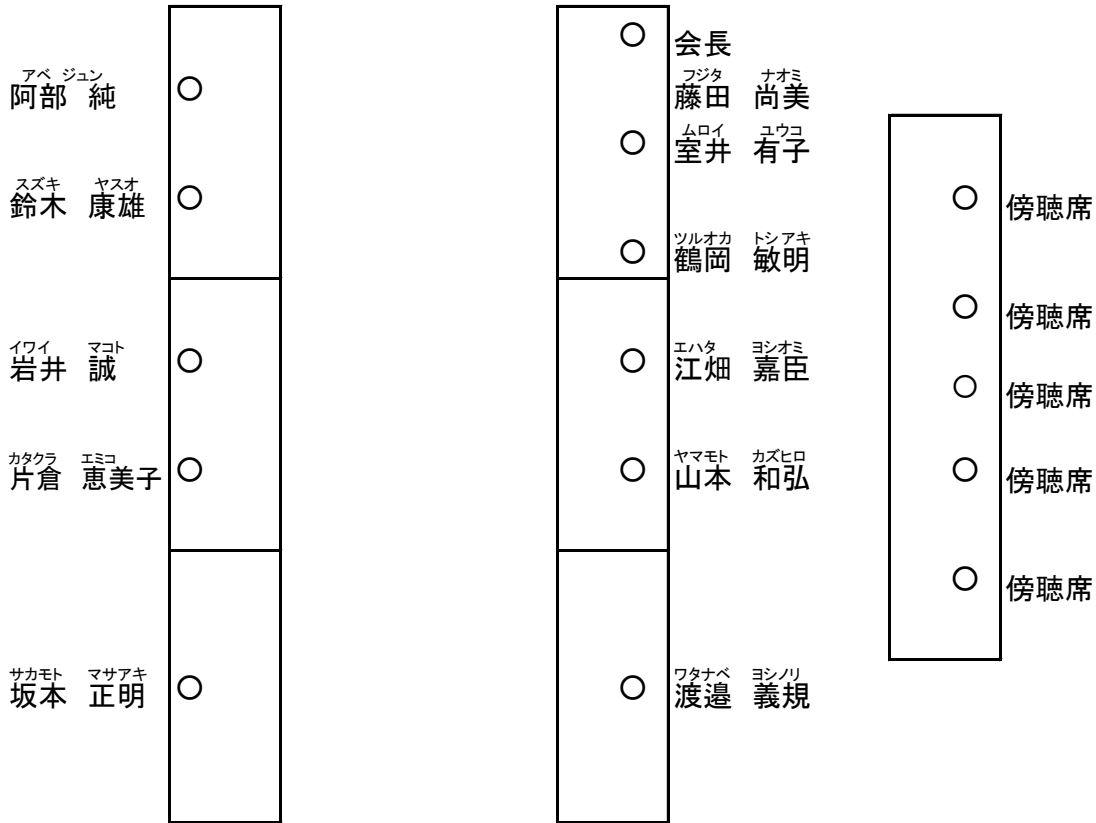 アベ ジュン
阿部 純
スズキ ヤスオ
鈴木 康雄
イワイ マコト
岩井 誠
カタクラ エミコ
片倉 恵美子
サカモト マサアキ
坂本 正明
会長
フジタ ナオミ
藤田 尚美
ムロイ ユウコ
室井 有子
ツルオカ トシアキ
鶴岡 敏明
エハタ ヨシオミ
江畑 嘉臣
ヤマモト カズヒロ
山本 和弘
ワタナベ ヨシノリ
渡邉 義規
傍聴席
傍聴席
傍聴席
傍聴席
傍聴席